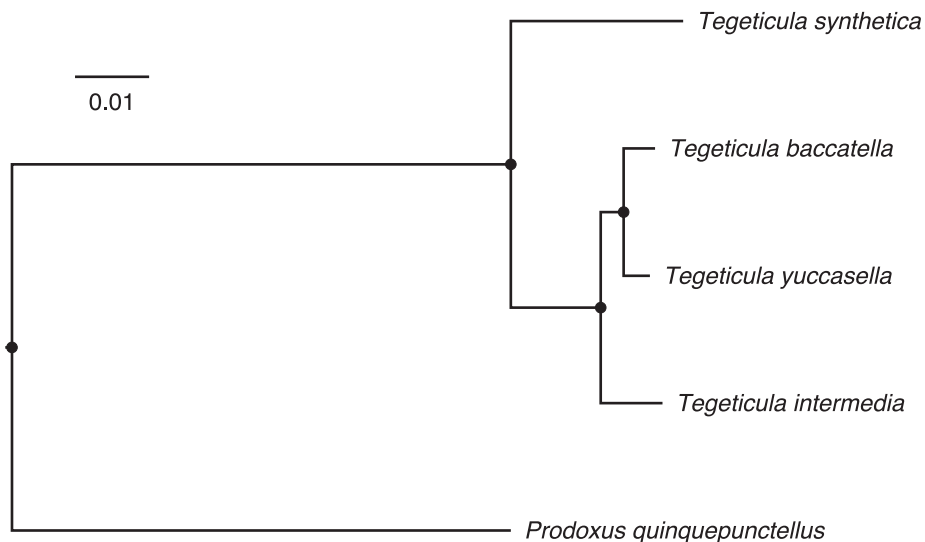 Tegeticula synthetica
0.01
Tegeticula baccatella
Tegeticula yuccasella
Tegeticula intermedia
Prodoxus quinquepunctellus